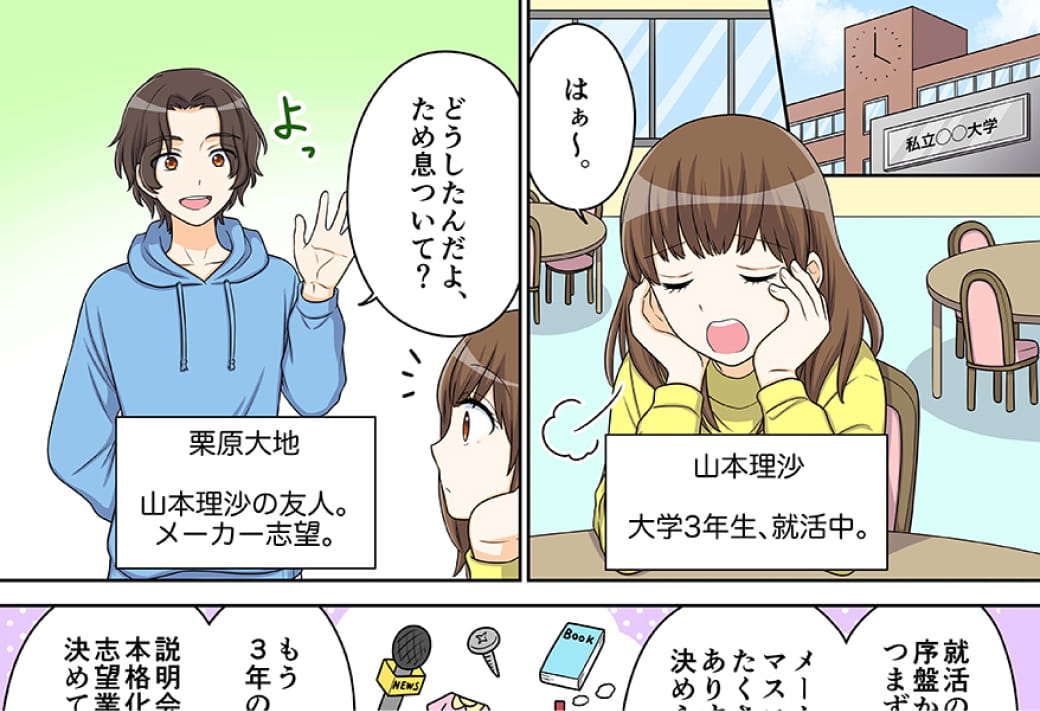 私立○○大学
はぁ～。
山本理沙
大学3年生、就活中。
よっ
どうしたんだよ、
ため息ついて？
栗原大地
山本理沙の友人。
メーカー志望。
就活の
序盤か
つまず
メー
マス
たくさ
あり
決め
BOOK
NEWS
もう
3年の
説明会
本格化
志望業
決めて